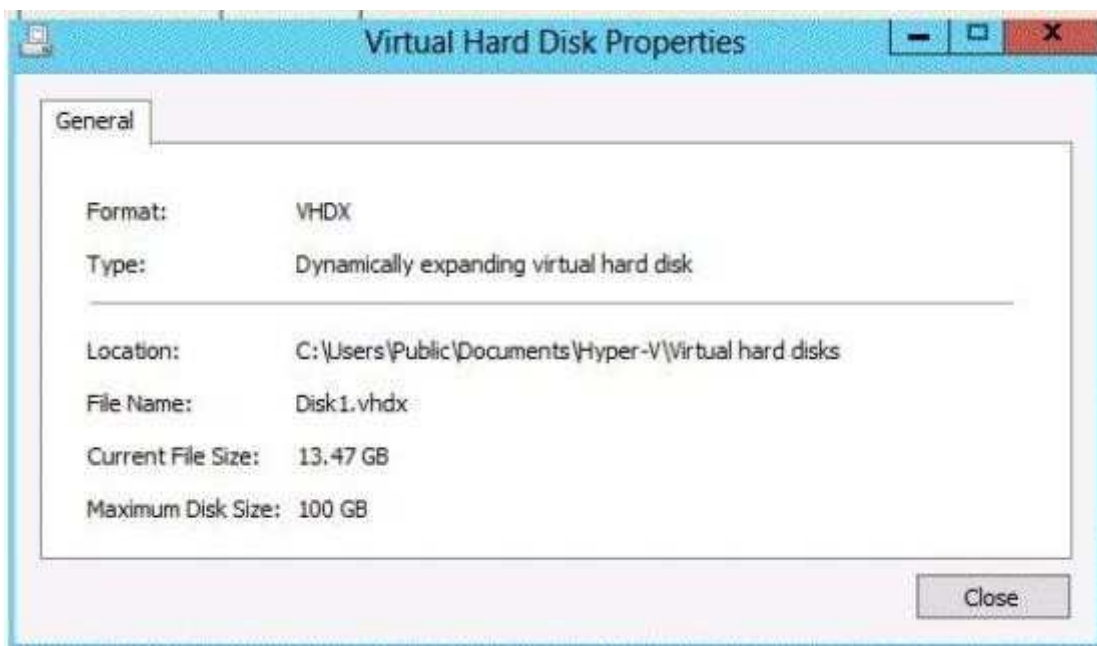 Virtual Hard Disk Properties
General
Format: VHDX
Type: Dynamically expanding virtual hard disk
Location: C:\Users\Public\Documents\Hyper-V\Virtual hard disks
File Name: Disk1.vhdx
Current File Size: 13.47 GB
Maximum Disk Size: 100 GB
Close